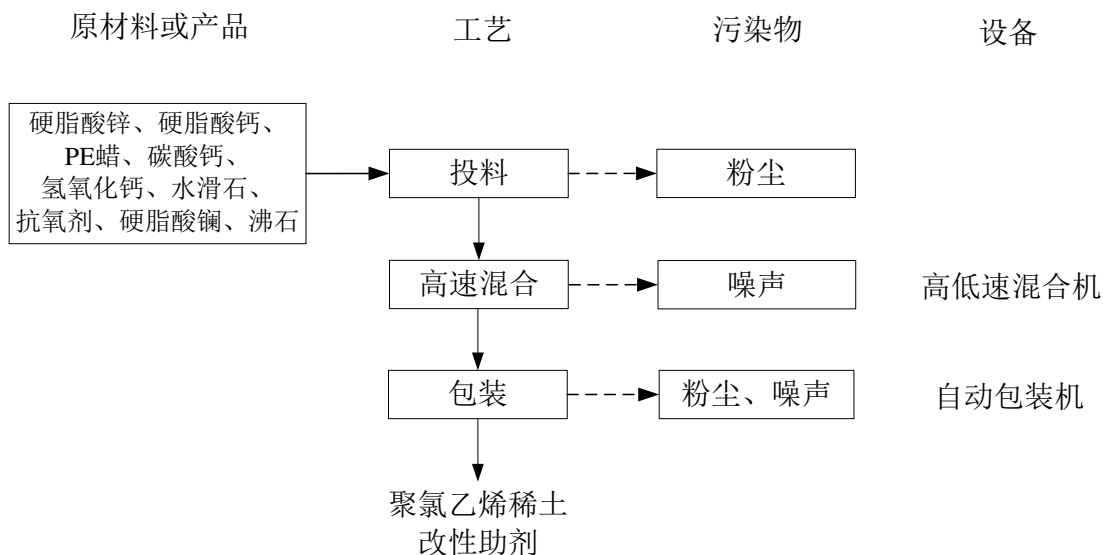 原材料或产品
工艺
污染物
设备
硬脂酸锌、硬脂酸钙、
PE蜡、碳酸钙、
氢氧化钙、水滑石、
抗氧剂、硬脂酸镧、沸石
投料
粉尘
高速混合
噪声
高低速混合机
包装
粉尘、噪声
自动包装机
聚氯乙烯稀土
改性助剂